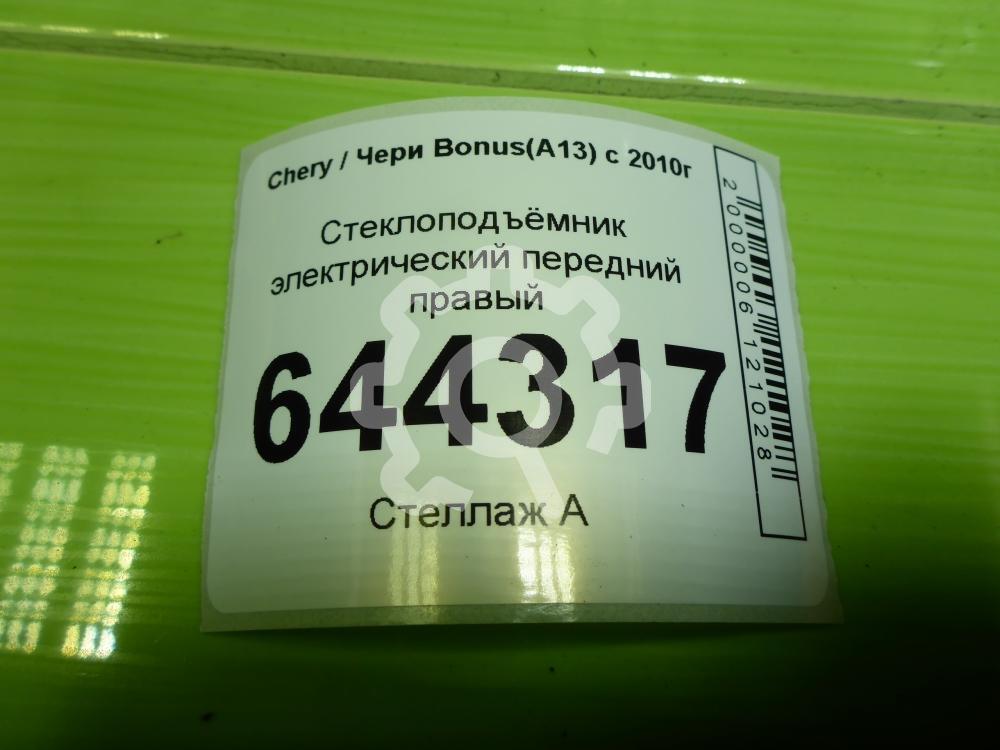 Chery / Чери Bonus(A13) с 2010г
Стеклоподъёмник
электрический передний
правый
644317
Стеллаж А
2000006121028